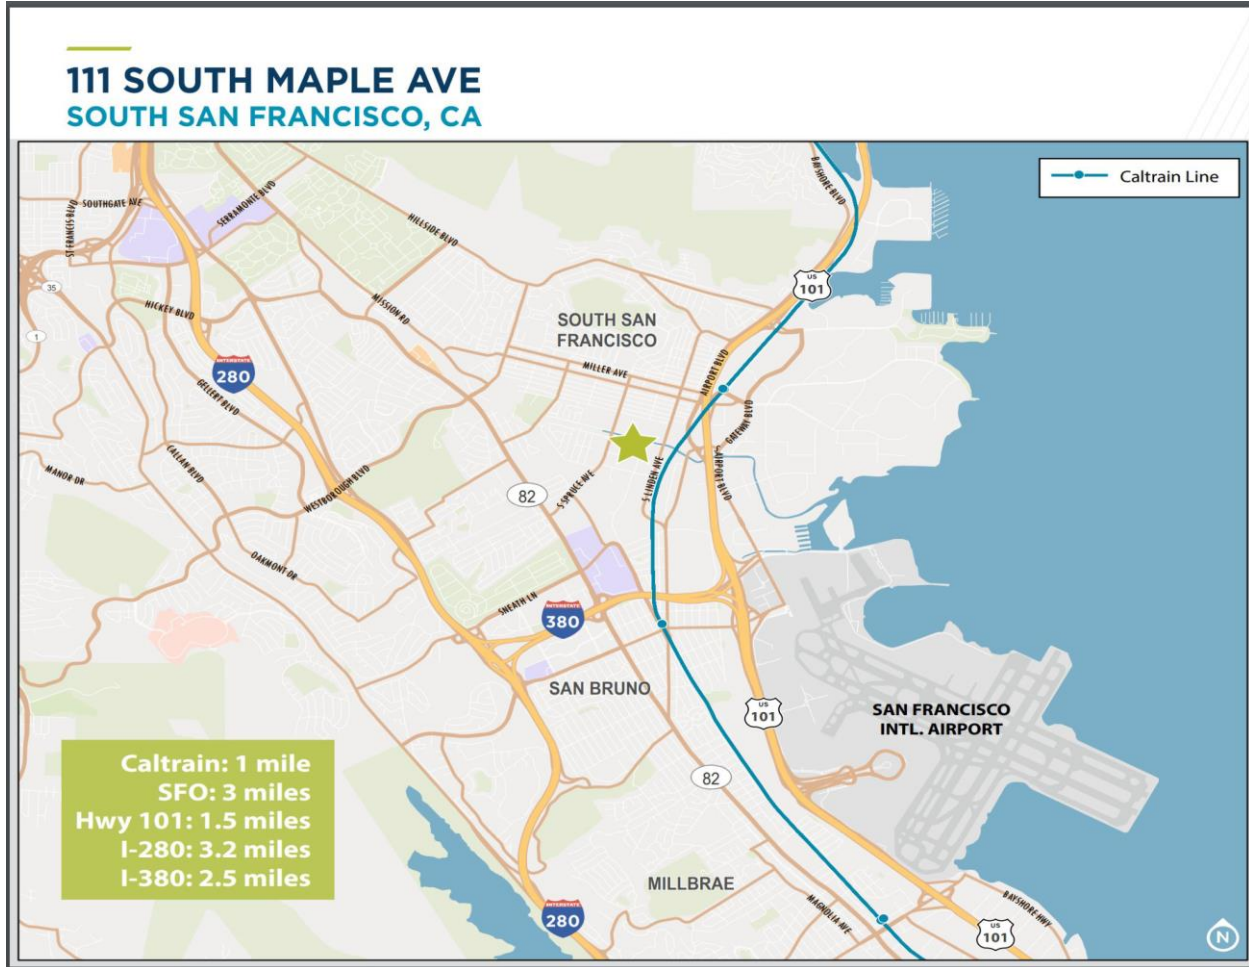 111 SOUTH MAPLE AVE
SOUTH SAN FRANCISCO, CA
Caltrain Line
BAYSHORE BLVD
SERRAMONTE BLVD
SOUTHGATE AVE
ST FRANCIS BLVD
HILLSIDE BLVD
35
US
101
HICKEY BLVD
MISSION RD
1
SOUTH SAN
FRANCISCO
INTERSTATE
280
MILLER AVE
AIRPORT BLVD
GELLERT BLVD
GATEWAY BLVD
CALLAN BLVD
MANOR DR
WESTBOROUGH BLVD
82
S SPRUCE AVE
S LINDEN AVE
S AIRPORT BLVD
OAKMONT DR
SNEATH LN
INTERSTATE
380
SAN BRUNO
US
101
SAN FRANCISCO
INTL. AIRPORT
82
Caltrain: 1 mile
SFO: 3 miles
Hwy 101: 1.5 miles
I-280: 3.2 miles
I-380: 2.5 miles
MILLBRAE
MAGNOLIA AVE
BAYSHORE HWY
INTERSTATE
280
US
101
N